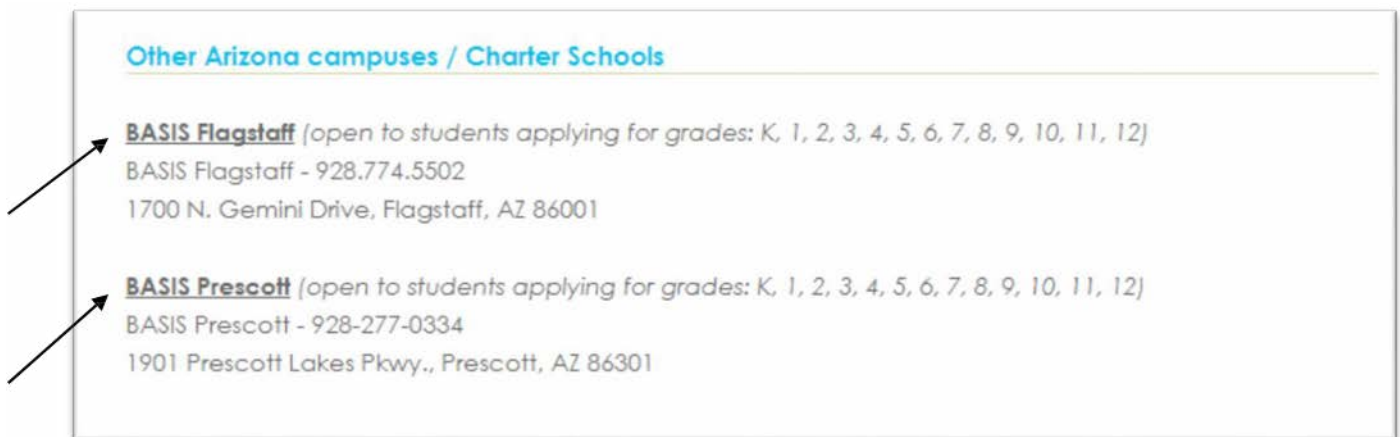 Other Arizona campuses / Charter Schools
BASIS Flagstaff (open to students applying for grades: K, 1, 2, 3, 4, 5, 6, 7, 8, 9, 10, 11, 12)
BASIS Flagstaff - 928.774.5502
1700 N. Gemini Drive, Flagstaff, AZ 86001
BASIS Prescott (open to students applying for grades: K, 1, 2, 3, 4, 5, 6, 7, 8, 9, 10, 11, 12)
BASIS Prescott - 928-277-0334
1901 Prescott Lakes Pkwy., Prescott, AZ 86301